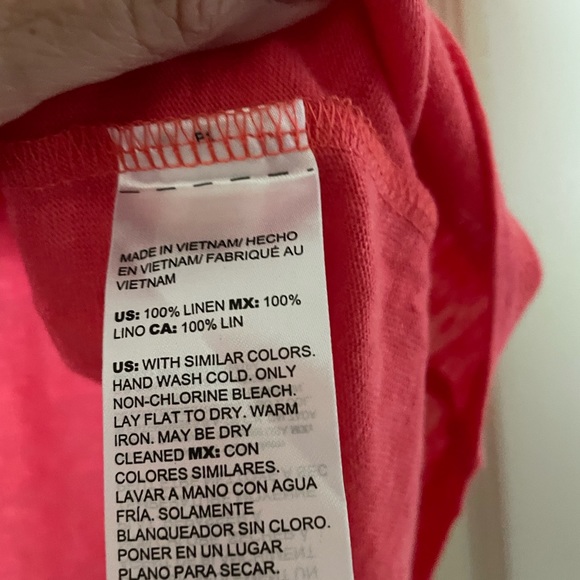 MADE IN VIETNAM/ HECHO
EN VIETNAM/ FABRIQUÉ AU
VIETNAM
US: 100% LINEN MX: 100%
LINO CA: 100% LIN
US: WITH SIMILAR COLORS.
HAND WASH COLD. ONLY
NON-CHLORINE BLEACH.
LAY FLAT TO DRY. WARM
IRON. MAY BE DRY
CLEANED MX: CON
COLORES SIMILARES.
LAVAR A MANO CON AGUA
FRÍA. SOLAMENTE
BLANQUEADOR SIN CLORO.
PONER EN UN LUGAR
PLANO PARA SECAR.